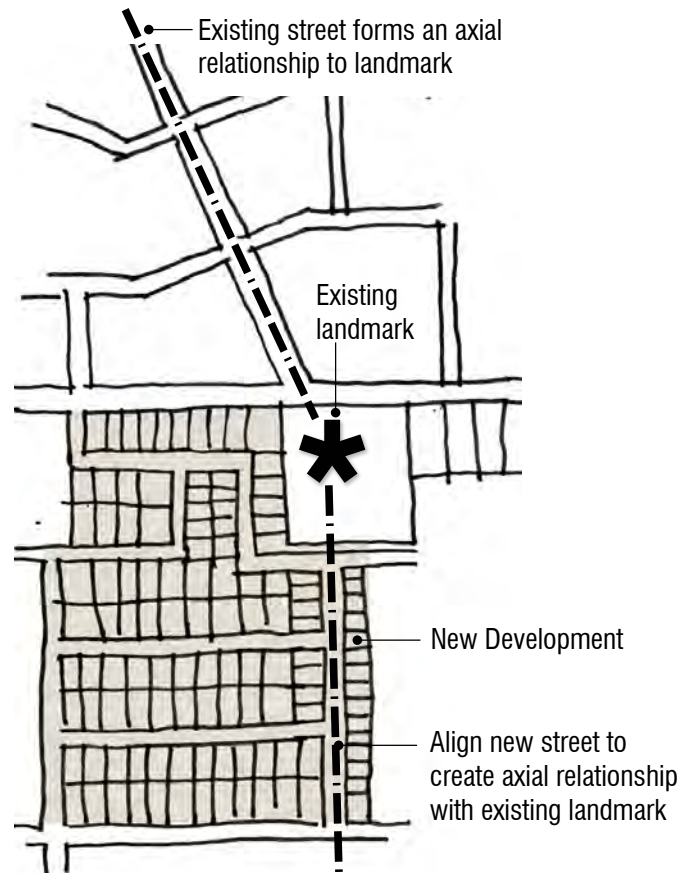 Existing street forms an axial
relationship to landmark
Existing
landmark
New Development
Align new street to
create axial relationship
with existing landmark